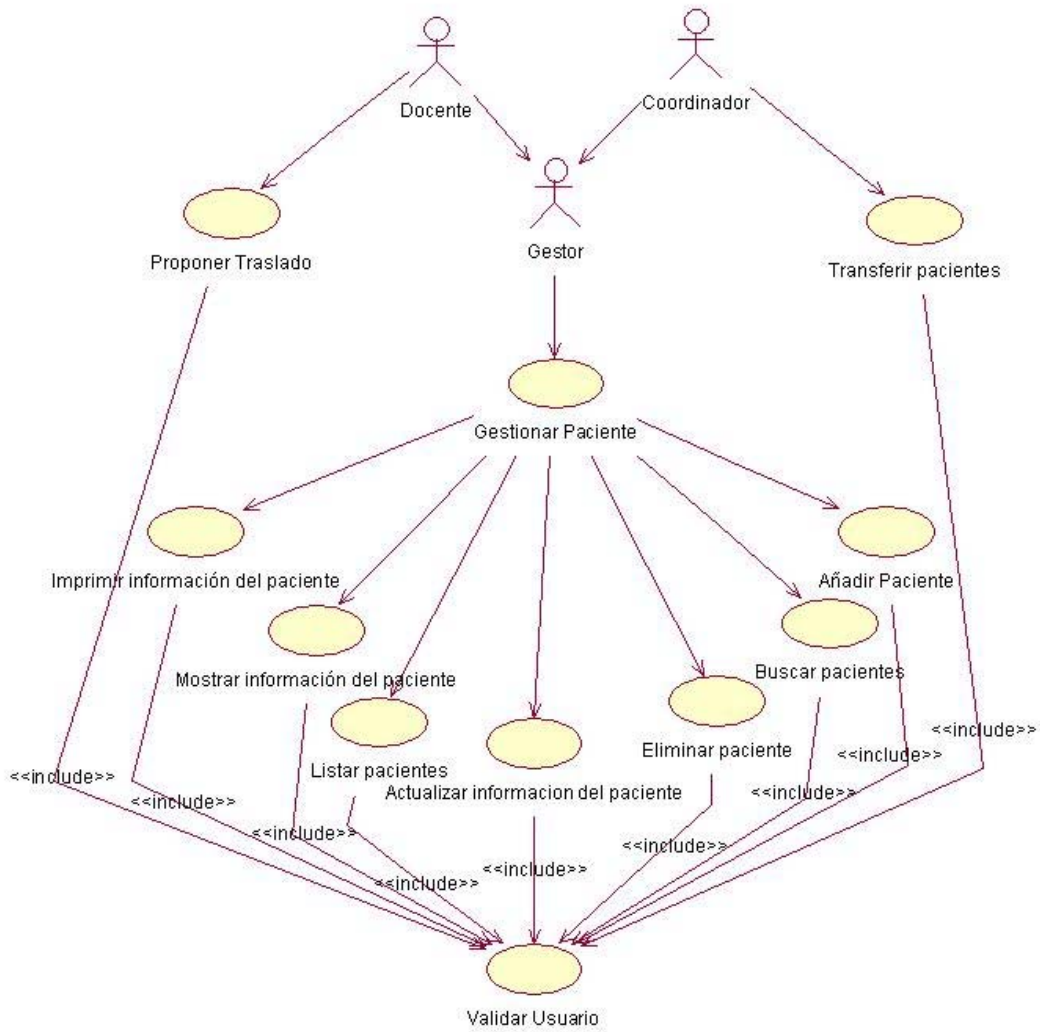 Docente
Coordinador
Gestor
Proponer Traslado
Transferir pacientes
Gestionar Paciente
Imprimir información del paciente
Añadir Paciente
Mostrar información del paciente
Buscar pacientes
Listar pacientes
Eliminar paciente
Actualizar informacion del paciente
<<include>>
<<include>>
<<include>>
<<include>>
<<include>>
<<include>>
<<include>>
<<include>>
<<include>>
Validar Usuario